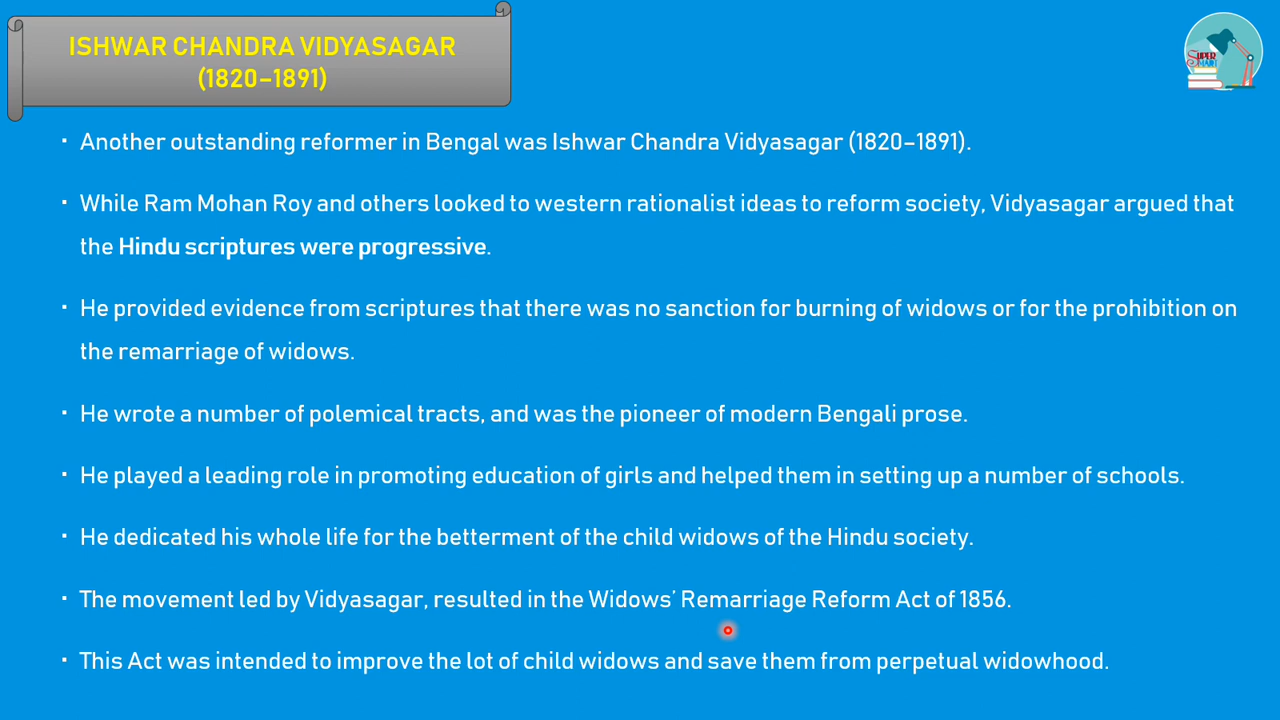 ISHWAR CHANDRA VIDYASAGAR
(1820–1891)
SUPER
SMART
· Another outstanding reformer in Bengal was Ishwar Chandra Vidyasagar (1820–1891).
· While Ram Mohan Roy and others looked to western rationalist ideas to reform society, Vidyasagar argued that
the Hindu scriptures were progressive.
· He provided evidence from scriptures that there was no sanction for burning of widows or for the prohibition on
the remarriage of widows.
· He wrote a number of polemical tracts, and was the pioneer of modern Bengali prose.
· He played a leading role in promoting education of girls and helped them in setting up a number of schools.
· He dedicated his whole life for the betterment of the child widows of the Hindu society.
· The movement led by Vidyasagar, resulted in the Widows’ Remarriage Reform Act of 1856.
· This Act was intended to improve the lot of child widows and save them from perpetual widowhood.